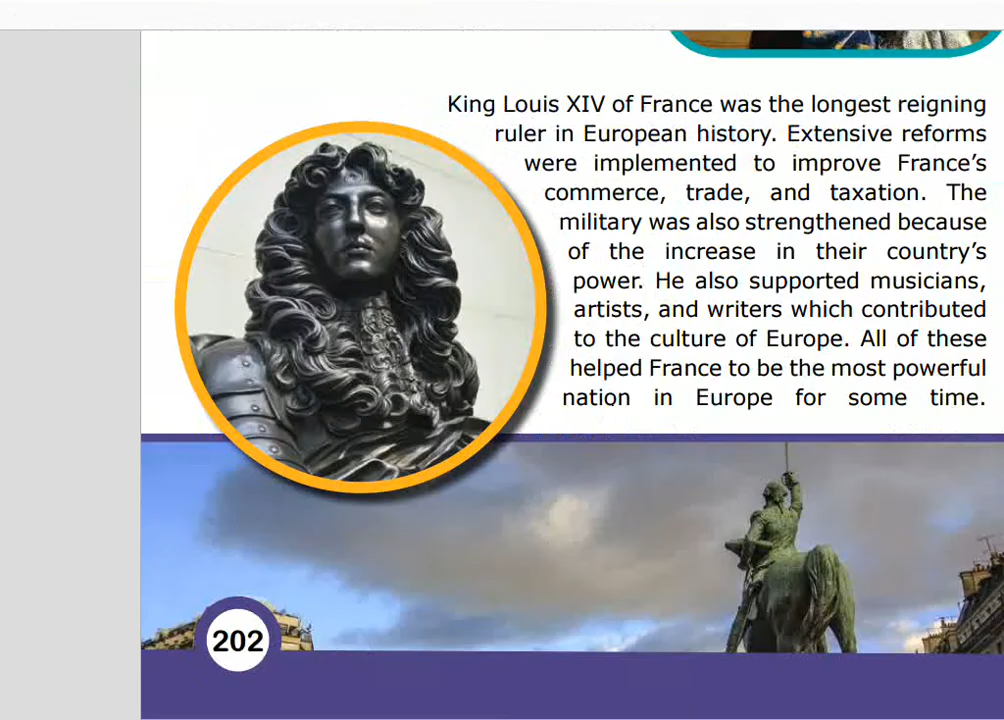 King Louis XIV of France was the longest reigning
ruler in European history. Extensive reforms
were implemented to improve France’s
commerce, trade, and taxation. The
military was also strengthened because
of the increase in their country’s
power. He also supported musicians,
artists, and writers which contributed
to the culture of Europe. All of these
helped France to be the most powerful
nation in Europe for some time.
202